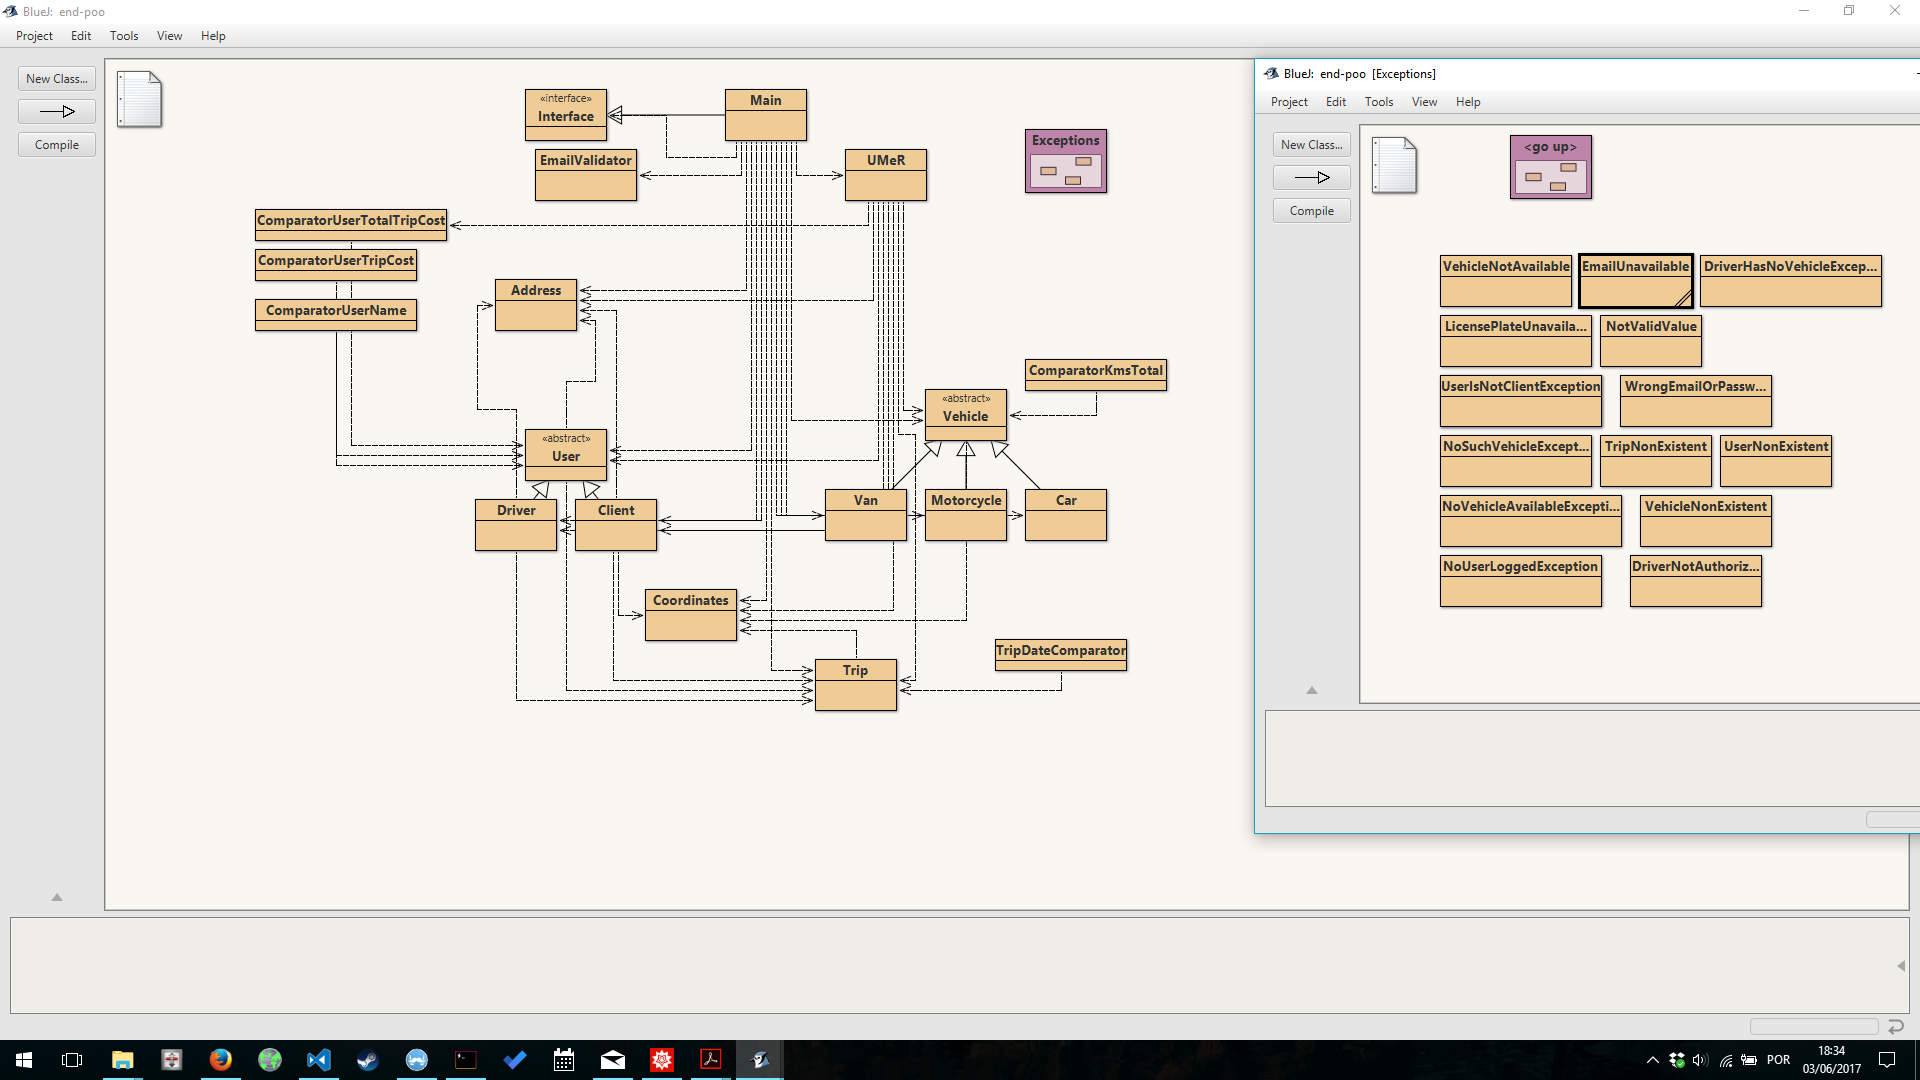 BlueJ: end-poo
Project Edit Tools View Help
New Class...
Compile
«interface»
Interface
Main
EmailValidator
UMeR
Exceptions
ComparatorUserTotalTripCost
ComparatorUserTripCost
ComparatorUserName
Address
ComparatorKmsTotal
«abstract»
Vehicle
«abstract»
User
Van
Motorcycle
Car
Driver
Client
Coordinates
TripDateComparator
Trip
BlueJ: end-poo [Exceptions]
Project Edit Tools View Help
New Class...
Compile
<go up>
VehicleNotAvailable
EmailUnavailable
DriverHasNoVehicleExcep...
LicensePlateUnavaila...
NotValidValue
UserIsNotClientException
WrongEmailOrPassw...
NoSuchVehicleExcept...
TripNonExistent
UserNonExistent
NoVehicleAvailableExcepti...
VehicleNonExistent
NoUserLoggedException
DriverNotAuthoriz...
POR
18:34
03/06/2017